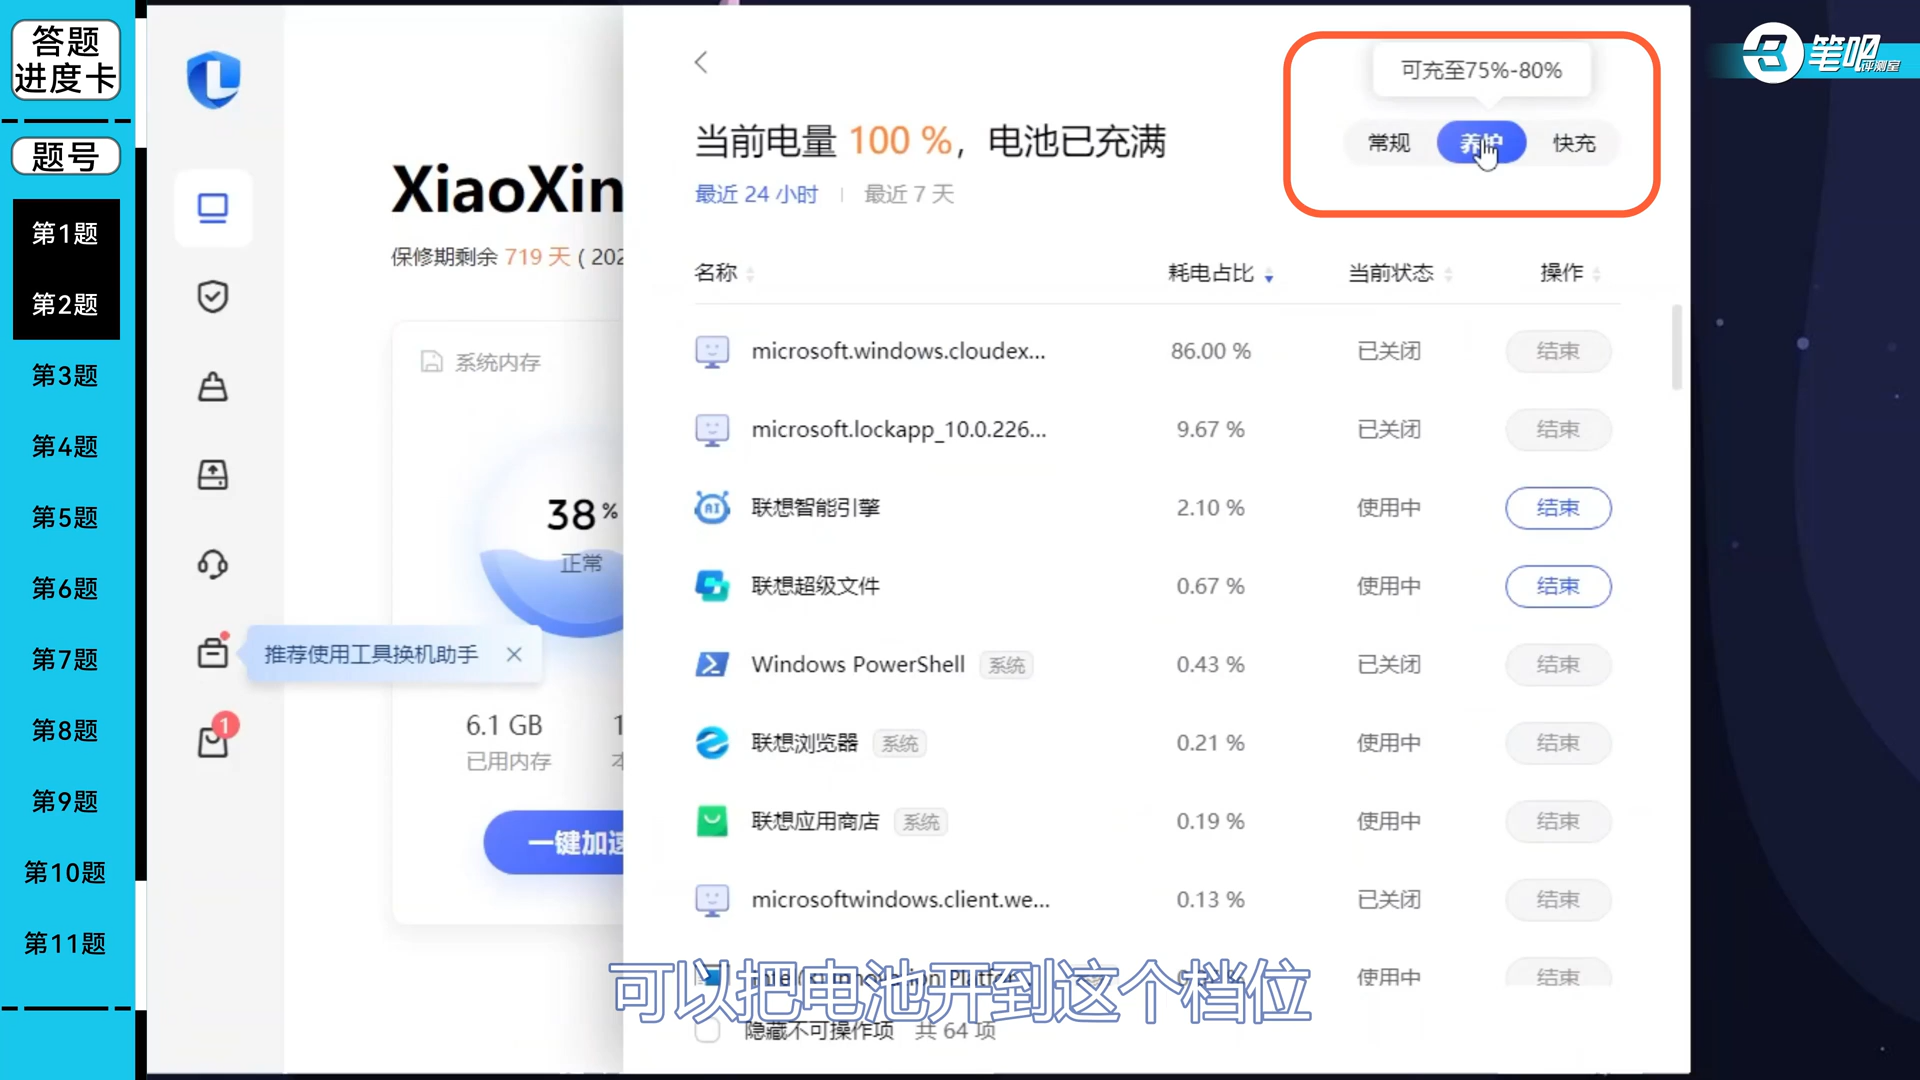 答题
进度卡
题号
第1题
第2题
第3题
第4题
第5题
第6题
第7题
第8题
第9题
第10题
第11题
XiaoXin
保修期剩余 719 天 ( 202
系统内存
38 %
正常
推荐使用工具换机助手
1
6.1 GB
已用内存
一键加速
可充至75%-80%
常规 养护 快充
当前电量 100 %，电池已充满
最近 24 小时 | 最近 7 天
名称 耗电占比 当前状态 操作
microsoft.windows.cloudex... 86.00 % 已关闭 结束
microsoft.lockapp_10.0.226... 9.67 % 已关闭 结束
AI 联想智能引擎 2.10 % 使用中 结束
联想超级文件 0.67 % 使用中 结束
Windows PowerShell 系统 0.43 % 已关闭 结束
联想浏览器 系统 0.21 % 使用中 结束
联想应用商店 系统 0.19 % 使用中 结束
microsoftwindows.client.we... 0.13 % 已关闭 结束
使用中 结束
可以把电池开到这个档位
隐藏不可操作项 共 64 项
笔吧评测室